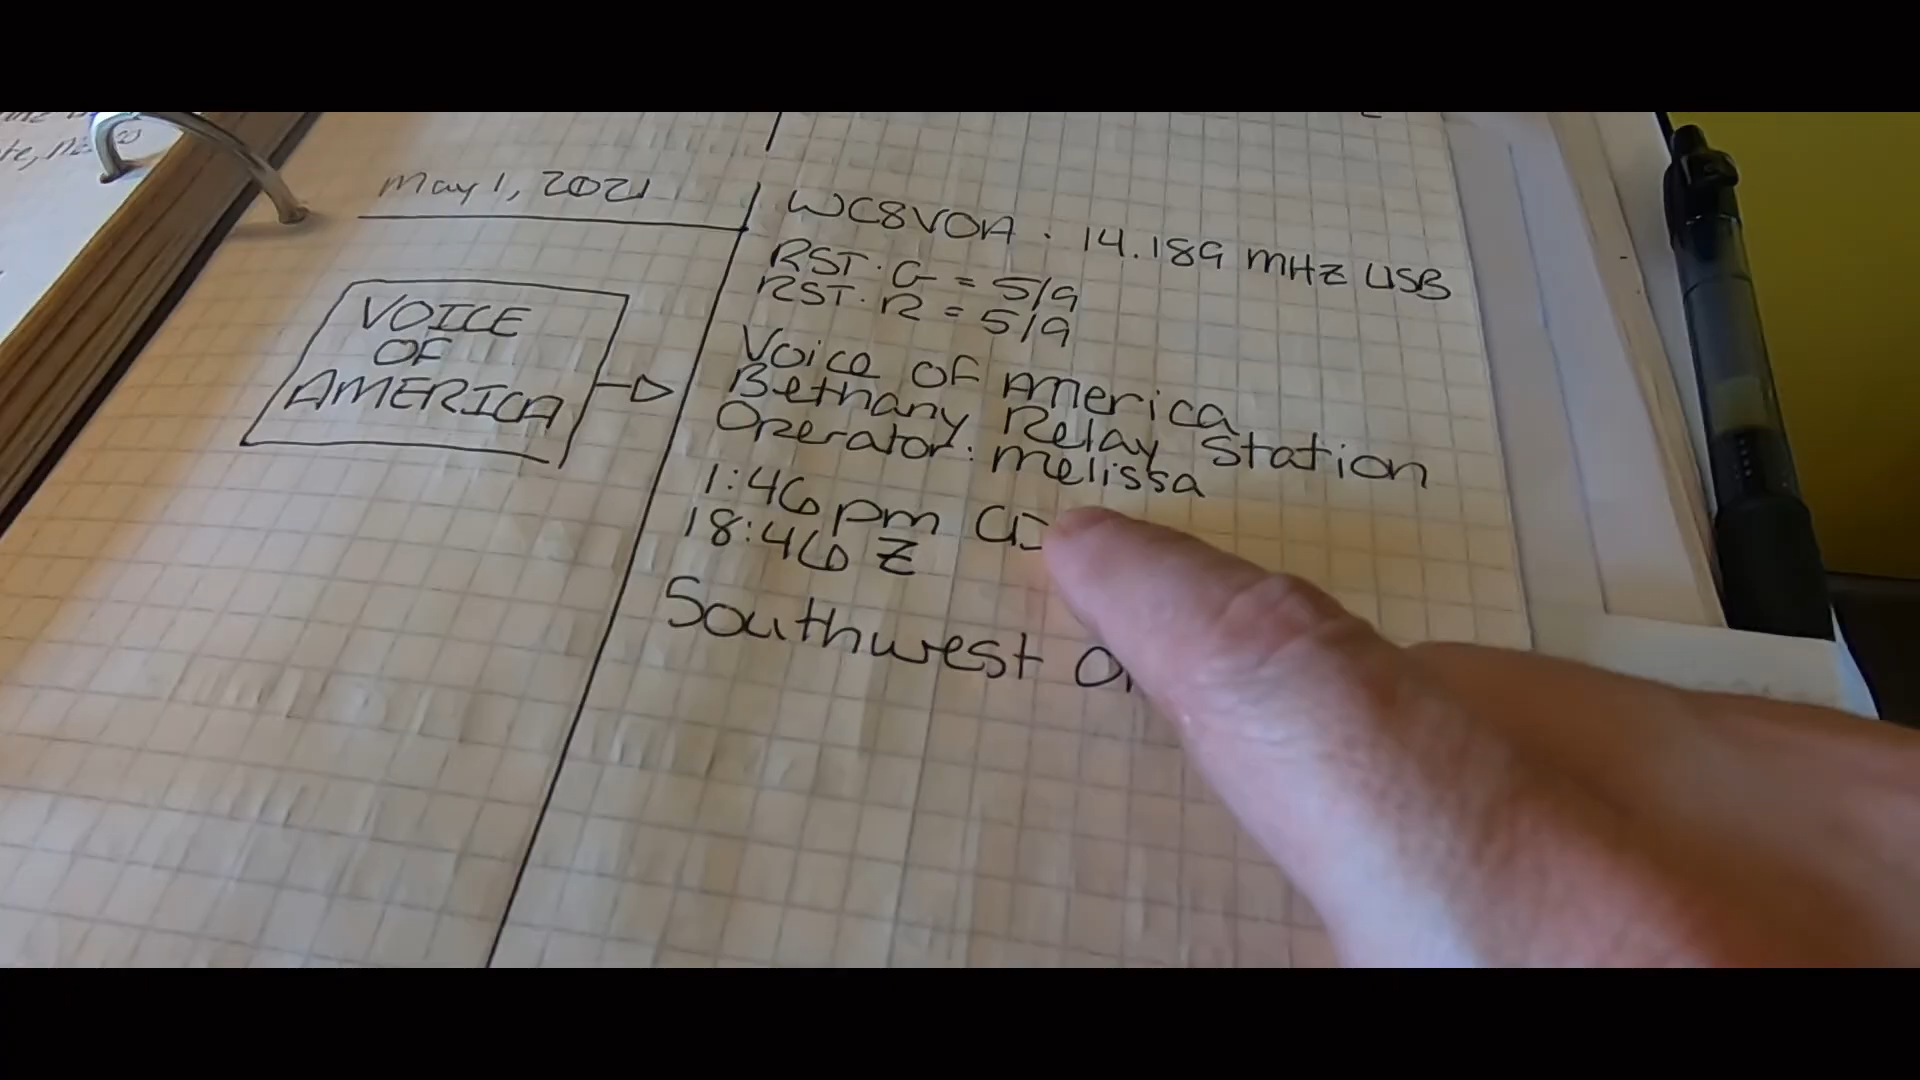 May 1, 2021
VOICE
OF
AMERICA
WC8VOA · 14.189 MHZ USB
RST. G = 5/9
RST. R = 5/9
Voice of America
Bethany Relay Station
Operator: Melissa
1:46 pm
18:46 Z
Southwest